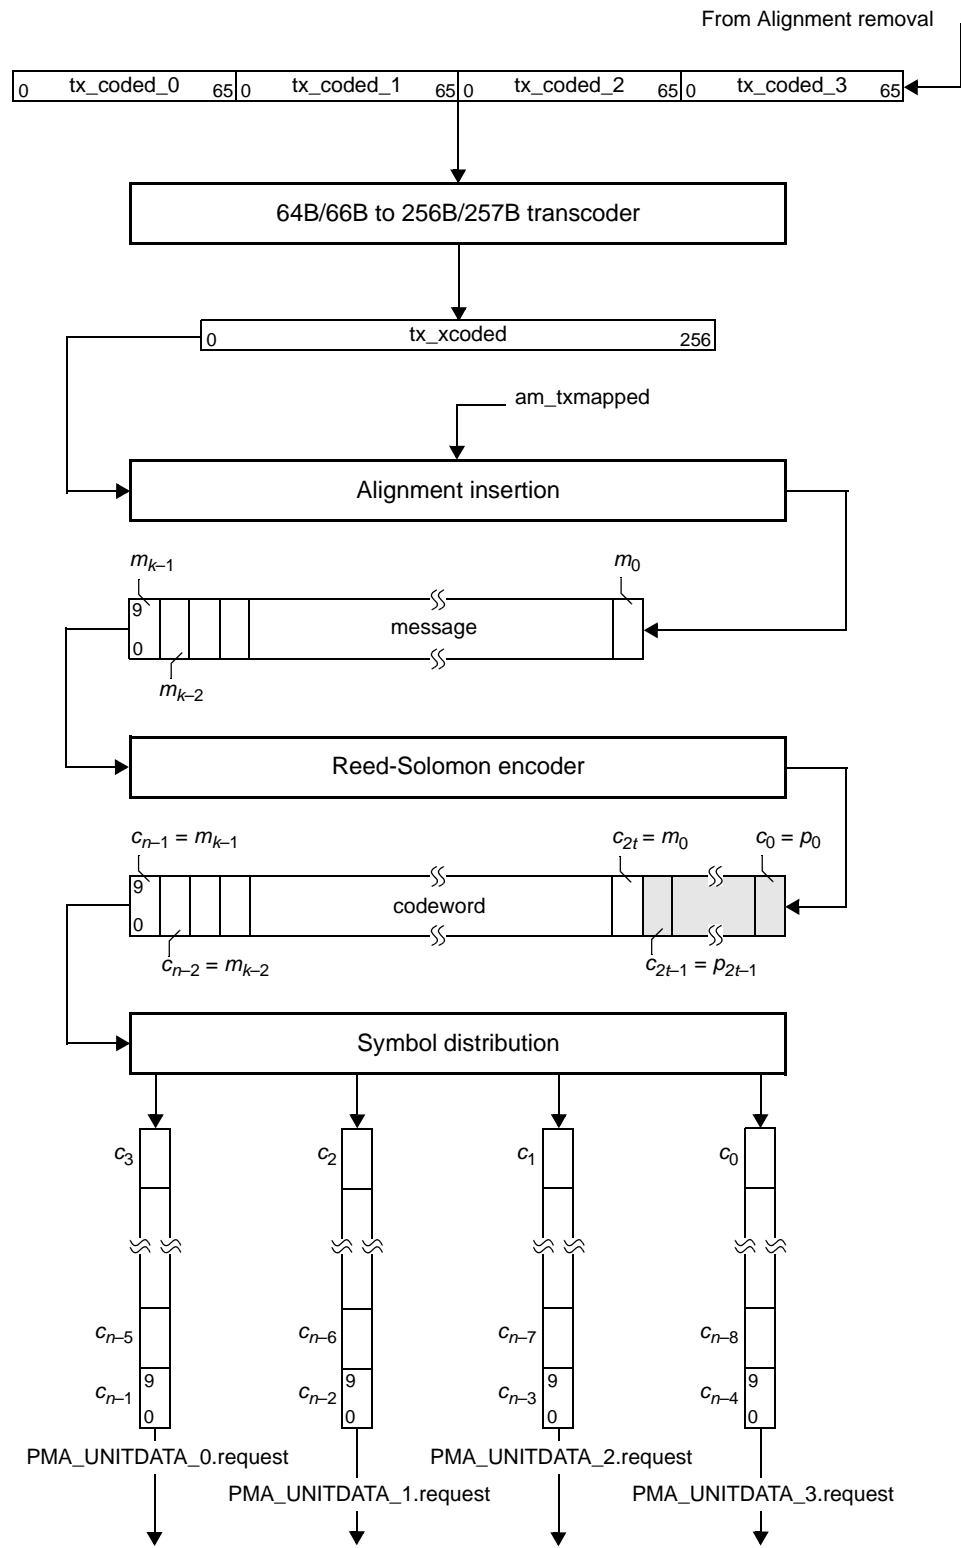 From Alignment removal
0 tx_coded_0 65 0 tx_coded_1 65 0 tx_coded_2 65 0 tx_coded_3 65
64B/66B to 256B/257B transcoder
0 tx_xcoded 256
am_txmapped
Alignment insertion
mk–1 m0
9
message
0
mk–2
Reed-Solomon encoder
cn–1 = mk–1 c2t = m0 c0 = p0
9
codeword
0
cn–2 = mk–2 c2t–1 = p2t–1
Symbol distribution
c3 c2 c1 c0
cn–5 cn–6 cn–7 cn–8
9 9 9 9
cn–1 cn–2 cn–3 cn–4
0 0 0 0
PMA_UNITDATA_0.request PMA_UNITDATA_2.request
PMA_UNITDATA_1.request PMA_UNITDATA_3.request